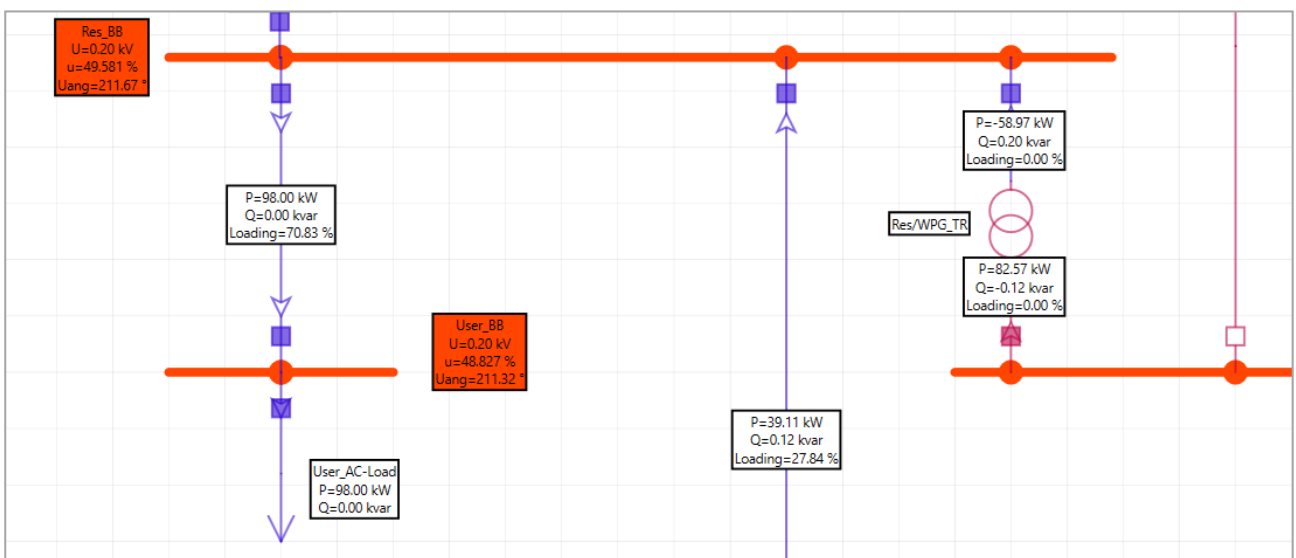 Res_BB
U=0.20 kV
u=49.581 %
Uang=211.67 °
P=-58.97 kW
Q=0.20 kvar
Loading=0.00 %
P=98.00 kW
Q=0.00 kvar
Loading=70.83 %
Res/WPG_TR
P=82.57 kW
Q=-0.12 kvar
Loading=0.00 %
User_BB
U=0.20 kV
u=48.827 %
Uang=211.32 °
P=39.11 kW
Q=0.12 kvar
Loading=27.84 %
User_AC-Load
P=98.00 kW
Q=0.00 kvar